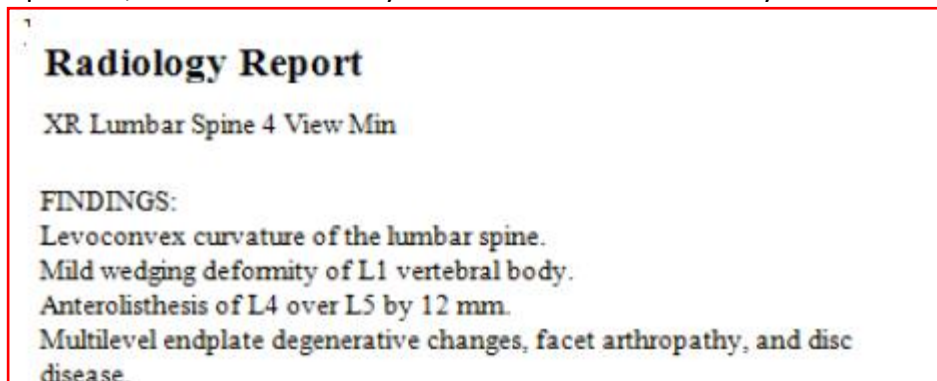 Radiology Report
XR Lumbar Spine 4 View Min
FINDINGS:
Levoconvex curvature of the lumbar spine.
Mild wedging deformity of L1 vertebral body.
Anterolisthesis of L4 over L5 by 12 mm.
Multilevel endplate degenerative changes, facet arthropathy, and disc
disease.